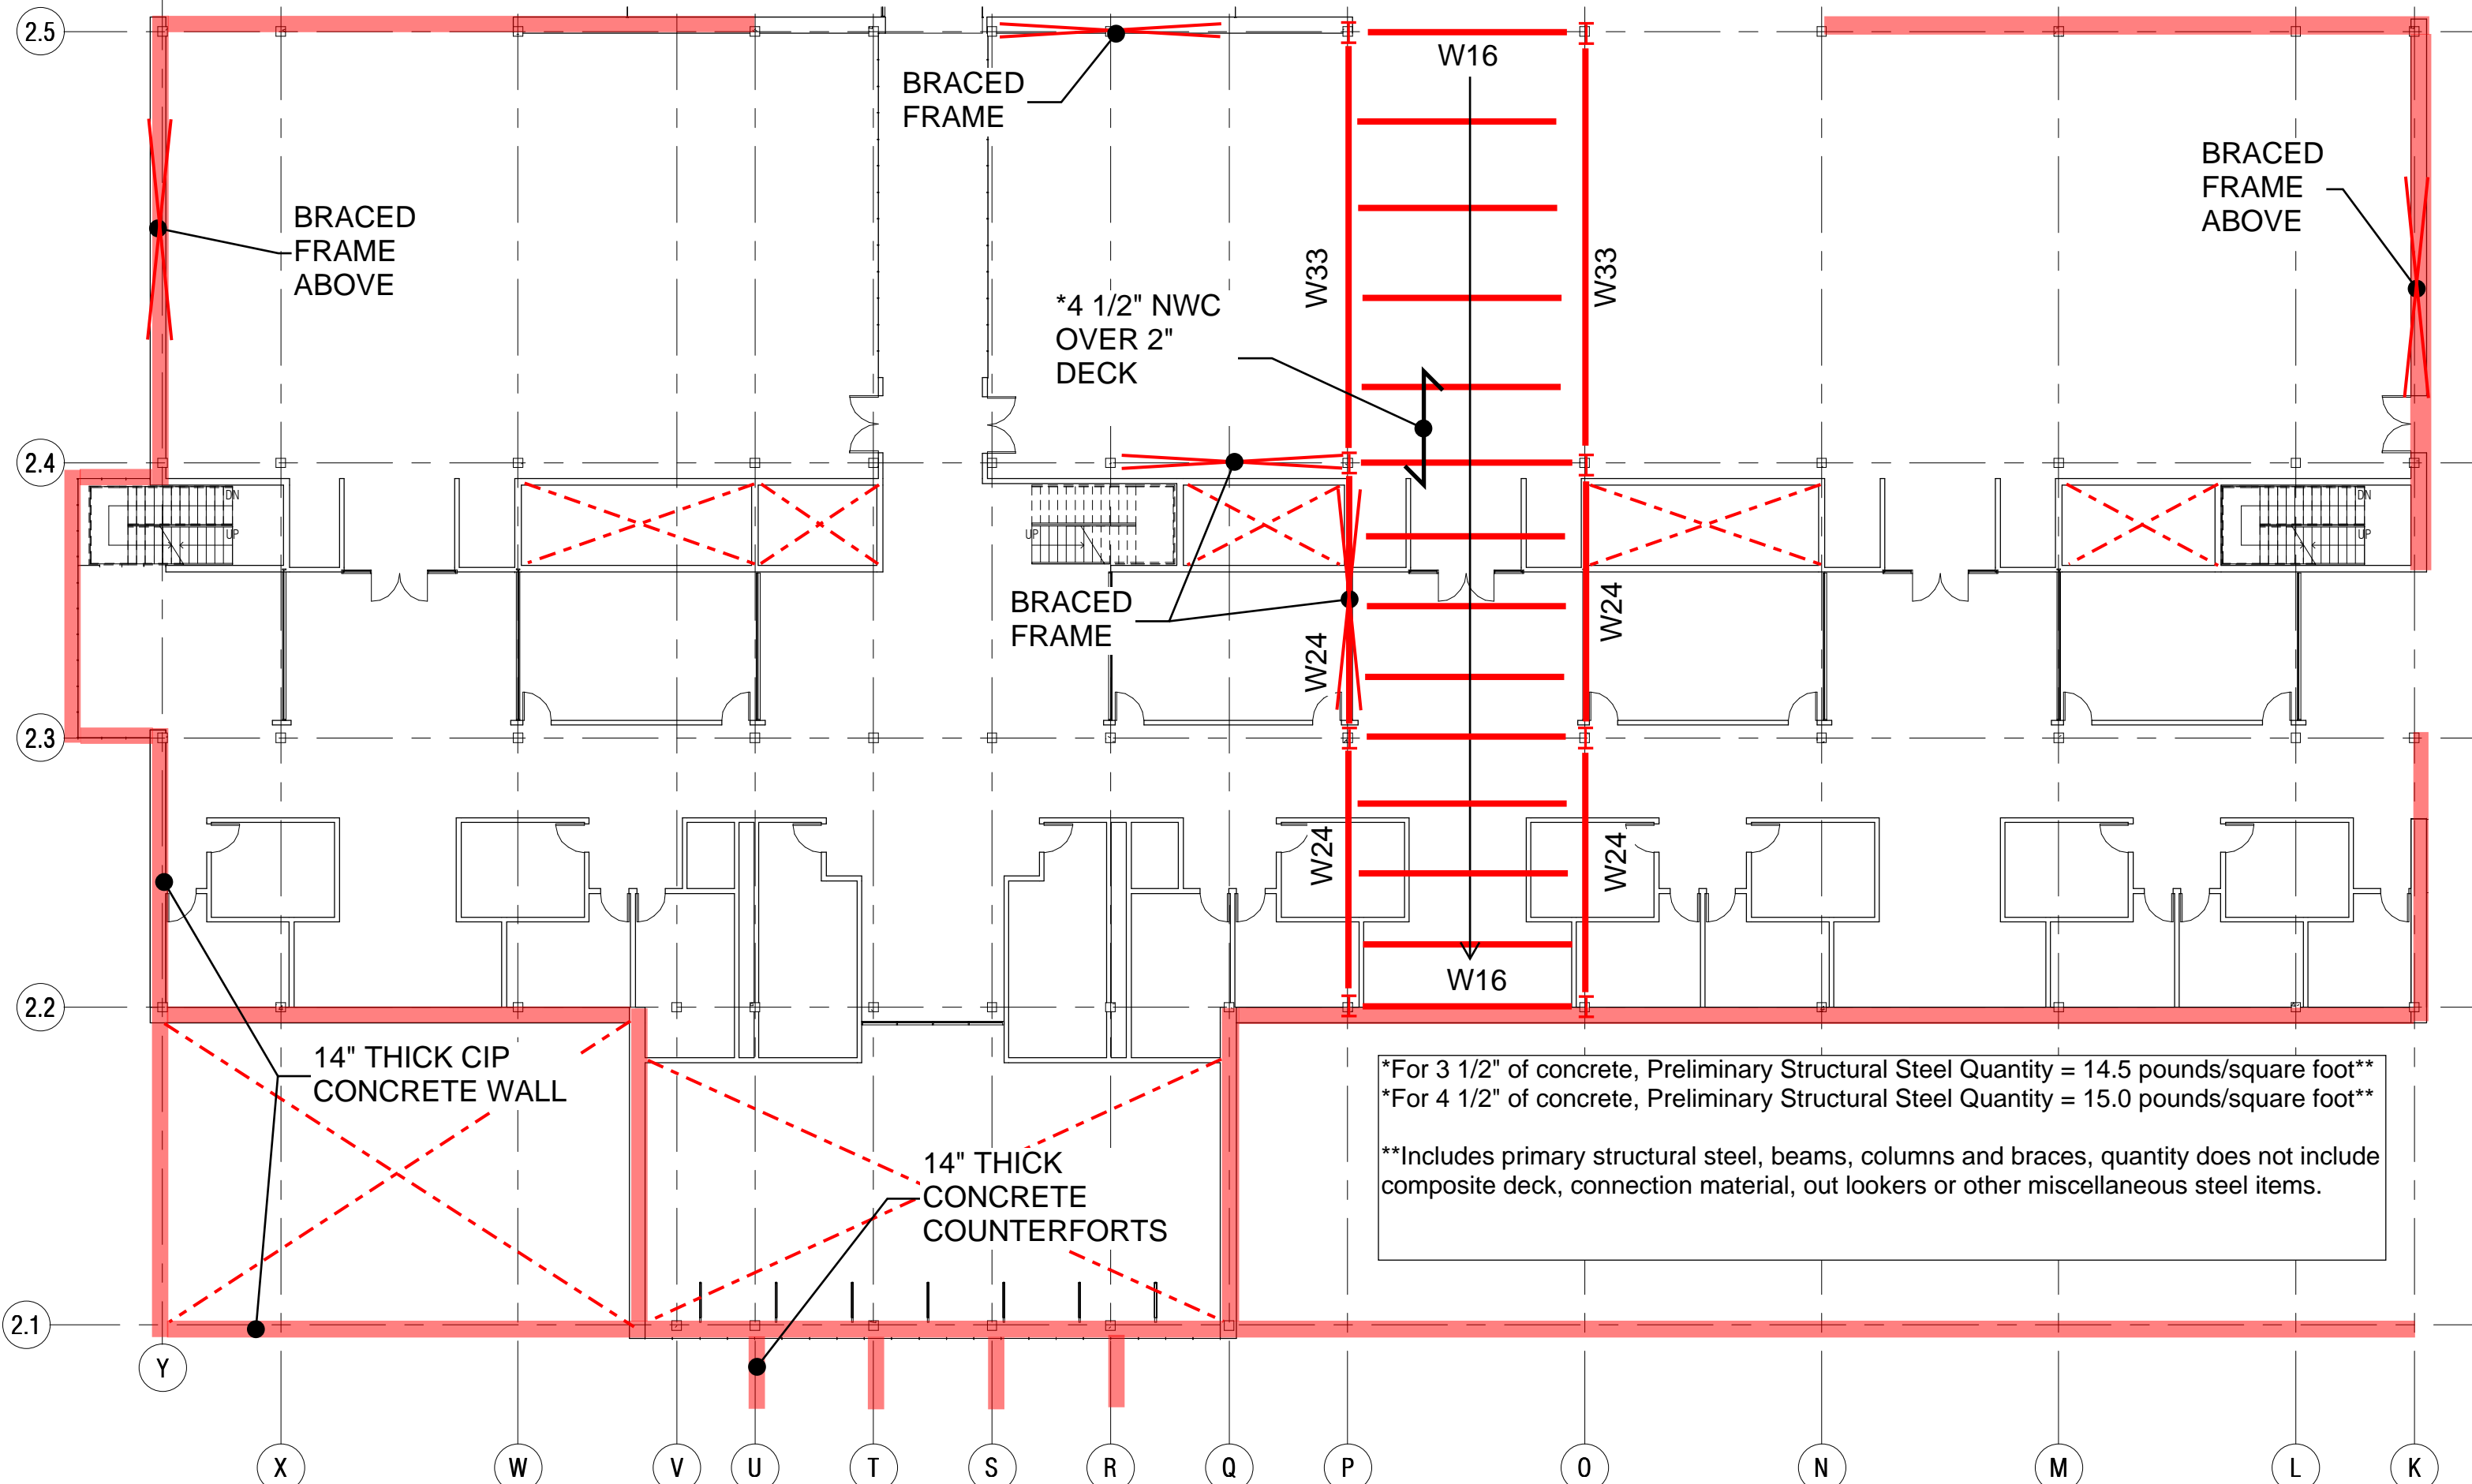 2.5
W16
BRACED
FRAME
BRACED
FRAME
ABOVE
BRACED
FRAME
ABOVE
W33
W33
*4 1/2" NWC
OVER 2"
DECK
2.4
DN
UP
UP
DN
UP
BRACED
FRAME
W24
W24
2.3
W24
W24
W16
2.2
14" THICK CIP
CONCRETE WALL
*For 3 1/2" of concrete, Preliminary Structural Steel Quantity = 14.5 pounds/square foot**
*For 4 1/2" of concrete, Preliminary Structural Steel Quantity = 15.0 pounds/square foot**
**Includes primary structural steel, beams, columns and braces, quantity does not include
composite deck, connection material, out lookers or other miscellaneous steel items.
14" THICK
CONCRETE
COUNTERFORTS
2.1
Y
X
W
V
U
T
S
R
Q
P
O
N
M
L
K